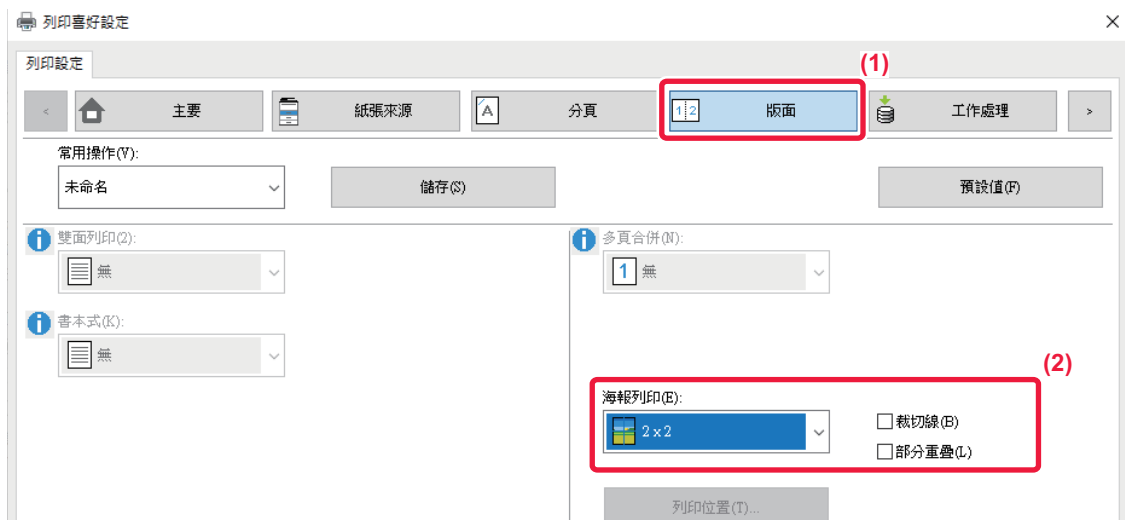 列印喜好設定
列印設定
(1)
< 主要 紙張來源 A 分頁 1 2 版面 工作處理 >
常用操作(V):
未命名 儲存(S) 預設值(F)
雙面列印(2): 多頁合併(N):
無 1 無
書本式(K):
無
(2)
海報列印(E):
2 x 2 裁切線(B)
部分重疊(L)
列印位置(T)...